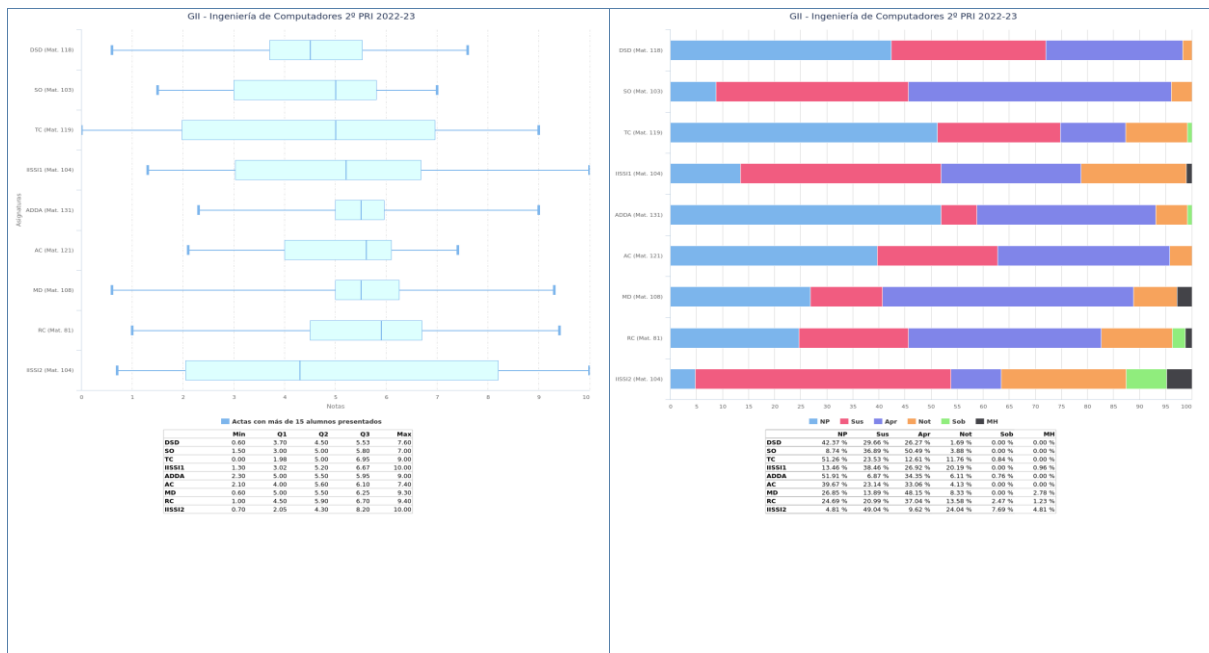 GII - Ingeniería de Computadores 2º PRI 2022-23
DSD (Mat. 118)
SO (Mat. 103)
TC (Mat. 119)
IISSI1 (Mat. 104)
ADDA (Mat. 131)
AC (Mat. 121)
MD (Mat. 108)
RC (Mat. 81)
IISSI2 (Mat. 104)
Asignaturas
0 1 2 3 4 5 6 7 8 9 10
Notas
Actas con más de 15 alumnos presentados
Min Q1 Q2 Q3 Max
DSD 0.60 3.70 4.50 5.53 7.60
SO 1.50 3.00 5.00 5.80 7.00
TC 0.00 1.98 5.00 6.95 9.00
IISSI1 1.30 3.02 5.20 6.67 10.00
ADDA 2.30 5.00 5.50 5.95 9.00
AC 2.10 4.00 5.60 6.10 7.40
MD 0.60 5.00 5.50 6.25 9.30
RC 1.00 4.50 5.90 6.70 9.40
IISSI2 0.70 2.05 4.30 8.20 10.00
GII - Ingeniería de Computadores 2º PRI 2022-23
DSD (Mat. 118)
SO (Mat. 103)
TC (Mat. 119)
IISSI1 (Mat. 104)
ADDA (Mat. 131)
AC (Mat. 121)
MD (Mat. 108)
RC (Mat. 81)
IISSI2 (Mat. 104)
0 5 10 15 20 25 30 35 40 45 50 55 60 65 70 75 80 85 90 95 100
NP Sus Apr Not Sob MH
NP Sus Apr Not Sob MH
DSD 42.37 % 29.66 % 26.27 % 1.69 % 0.00 % 0.00 %
SO 8.74 % 36.89 % 50.49 % 3.88 % 0.00 % 0.00 %
TC 51.26 % 23.53 % 12.61 % 11.76 % 0.84 % 0.00 %
IISSI1 13.46 % 38.46 % 26.92 % 20.19 % 0.00 % 0.96 %
ADDA 51.91 % 6.87 % 34.35 % 6.11 % 0.76 % 0.00 %
AC 39.67 % 23.14 % 33.06 % 4.13 % 0.00 % 0.00 %
MD 26.85 % 13.89 % 48.15 % 8.33 % 0.00 % 2.78 %
RC 24.69 % 20.99 % 37.04 % 13.58 % 2.47 % 1.23 %
IISSI2 4.81 % 49.04 % 9.62 % 24.04 % 7.69 % 4.81 %